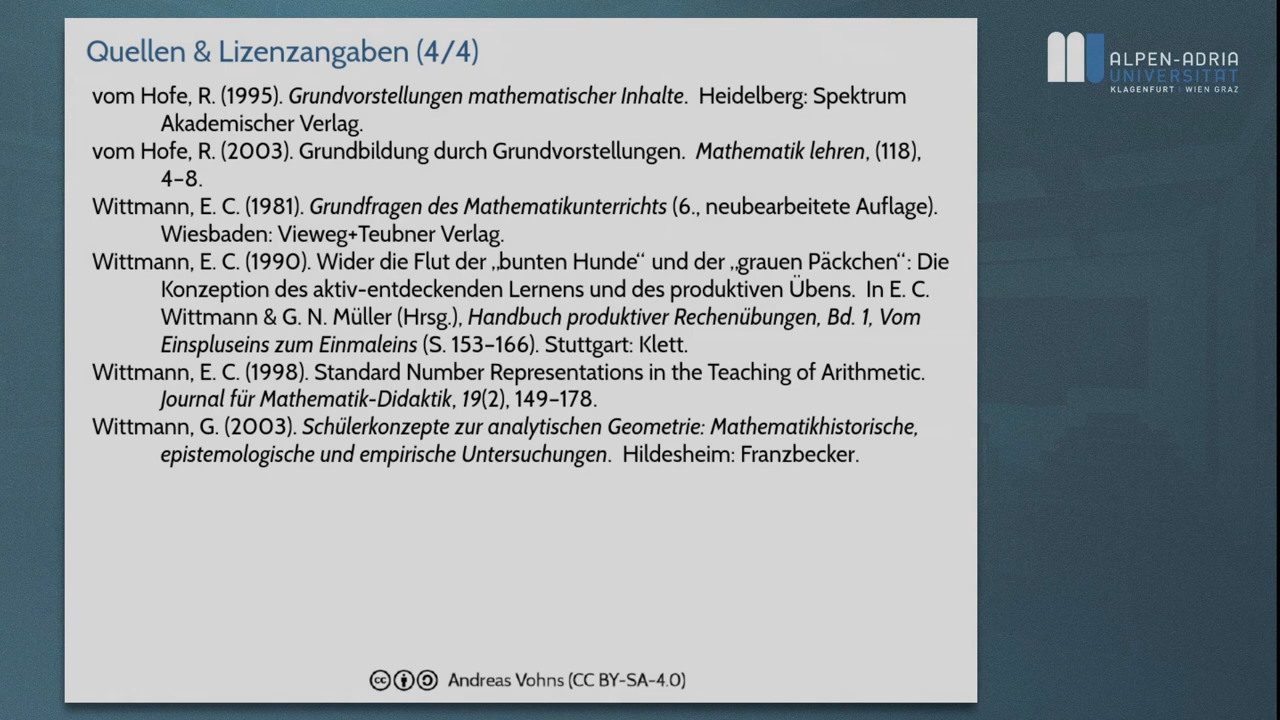 Quellen & Lizenzangaben (4/4)
vom Hofe, R. (1995). Grundvorstellungen mathematischer Inhalte. Heidelberg: Spektrum
Akademischer Verlag.
vom Hofe, R. (2003). Grundbildung durch Grundvorstellungen. Mathematik lehren, (118),
4–8.
Wittmann, E. C. (1981). Grundfragen des Mathematikunterrichts (6., neubearbeitete Auflage).
Wiesbaden: Vieweg+Teubner Verlag.
Wittmann, E. C. (1990). Wider die Flut der „bunten Hunde“ und der „grauen Päckchen“: Die
Konzeption des aktiv-entdeckenden Lernens und des produktiven Übens. In E. C.
Wittmann & G. N. Müller (Hrsg.), Handbuch produktiver Rechenübungen, Bd. 1, Vom
Einspluseins zum Einmaleins (S. 153–166). Stuttgart: Klett.
Wittmann, E. C. (1998). Standard Number Representations in the Teaching of Arithmetic.
Journal für Mathematik-Didaktik, 19(2), 149–178.
Wittmann, G. (2003). Schülerkonzepte zur analytischen Geometrie: Mathematikhistorische,
epistemologische und empirische Untersuchungen. Hildesheim: Franzbecker.
Andreas Vohns (CC BY-SA-4.0)
ALPEN-ADRIA
UNIVERSITÄT
KLAGENFURT | WIEN GRAZ